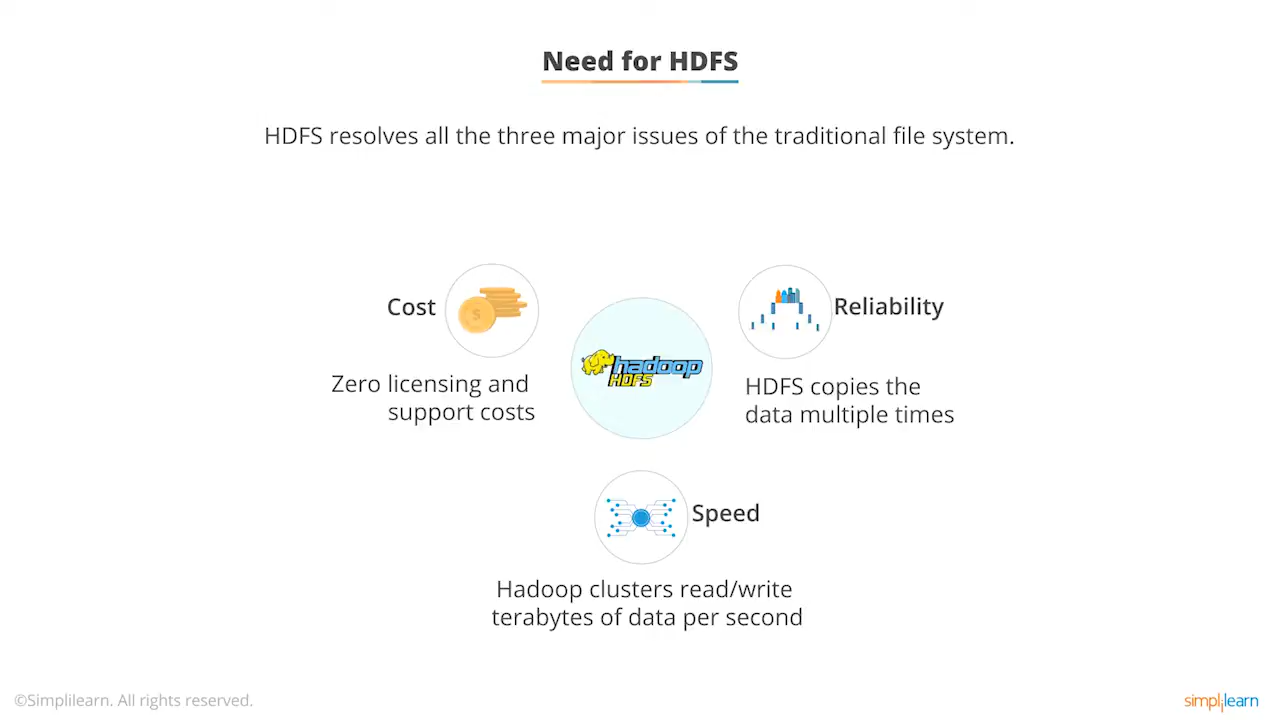 Need for HDFS
HDFS resolves all the three major issues of the traditional file system.
Cost
Zero licensing and
support costs
$
hadoop
HDFS
Reliability
HDFS copies the
data multiple times
Speed
Hadoop clusters read/write
terabytes of data per second
©Simplilearn. All rights reserved.
simplilearn